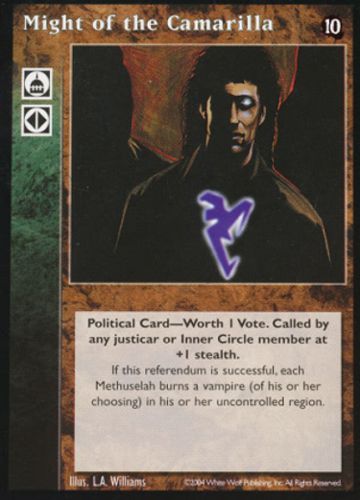 Might of the Camarilla
10
Political Card—Worth 1 Vote. Called by
any justicar or Inner Circle member at
+1 stealth.
If this referendum is successful, each
Methuselah burns a vampire (of his or her
choosing) in his or her uncontrolled region.
Illus. L.A. Williams
©2004 White Wolf Publishing, Inc. All Rights Reserved.